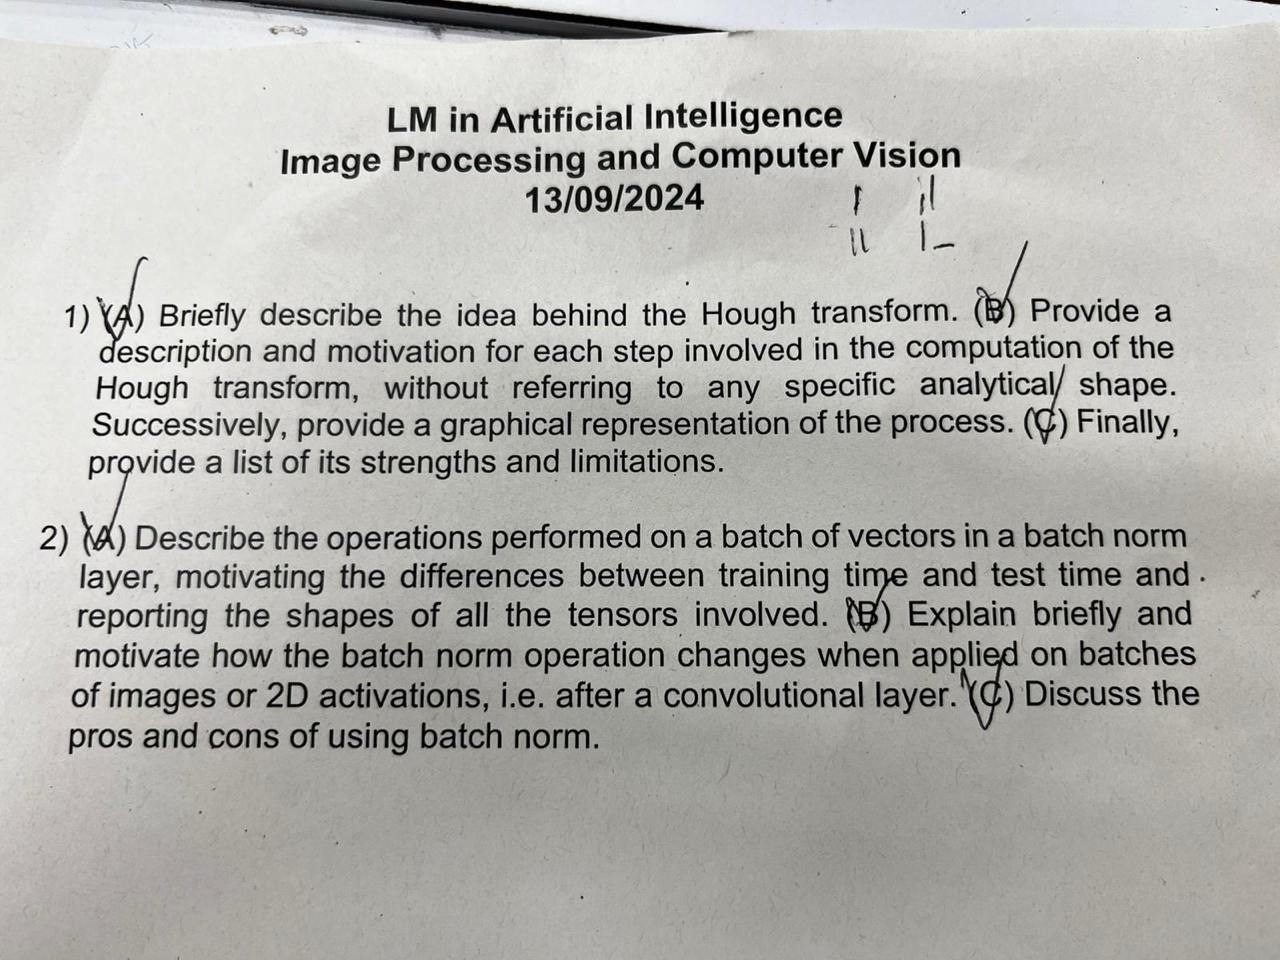 LM in Artificial Intelligence
Image Processing and Computer Vision
13/09/2024
1) (A) Briefly describe the idea behind the Hough transform. (B) Provide a
description and motivation for each step involved in the computation of the
Hough transform, without referring to any specific analytical shape.
Successively, provide a graphical representation of the process. (C) Finally,
provide a list of its strengths and limitations.
2) (A) Describe the operations performed on a batch of vectors in a batch norm
layer, motivating the differences between training time and test time and
reporting the shapes of all the tensors involved. (B) Explain briefly and
motivate how the batch norm operation changes when applied on batches
of images or 2D activations, i.e. after a convolutional layer. (C) Discuss the
pros and cons of using batch norm.